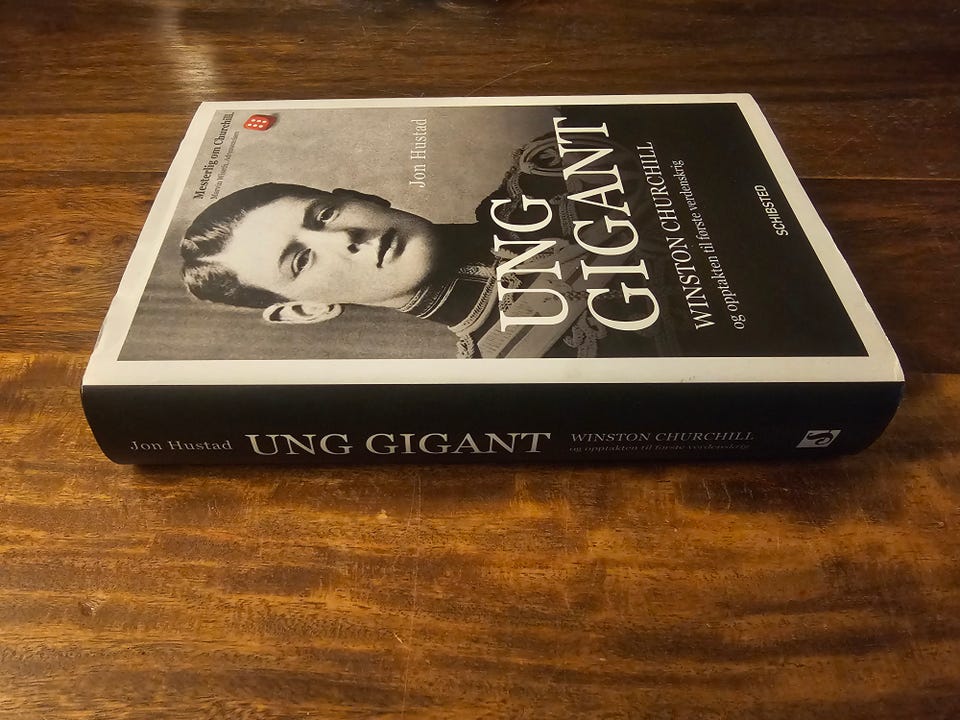 Mesterlig om Churchill.
Jon Hustad
UNG
GIGANT
WINSTON CHURCHILL
og opptakten til første verdenskrig
SCHIBSTED
Jon Hustad UNG GIGANT WINSTON CHURCHILL
og opptakten til første verdenskrig